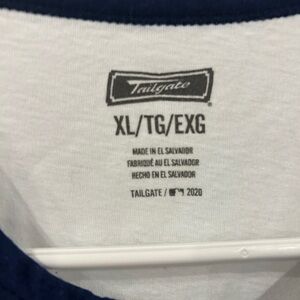 Tailgate
XL/TG/EXG
MADE IN EL SALVADOR
FABRIQUÉ AU EL SALVADOR
HECHO EN EL SALVADOR
TAILGATE / 2020